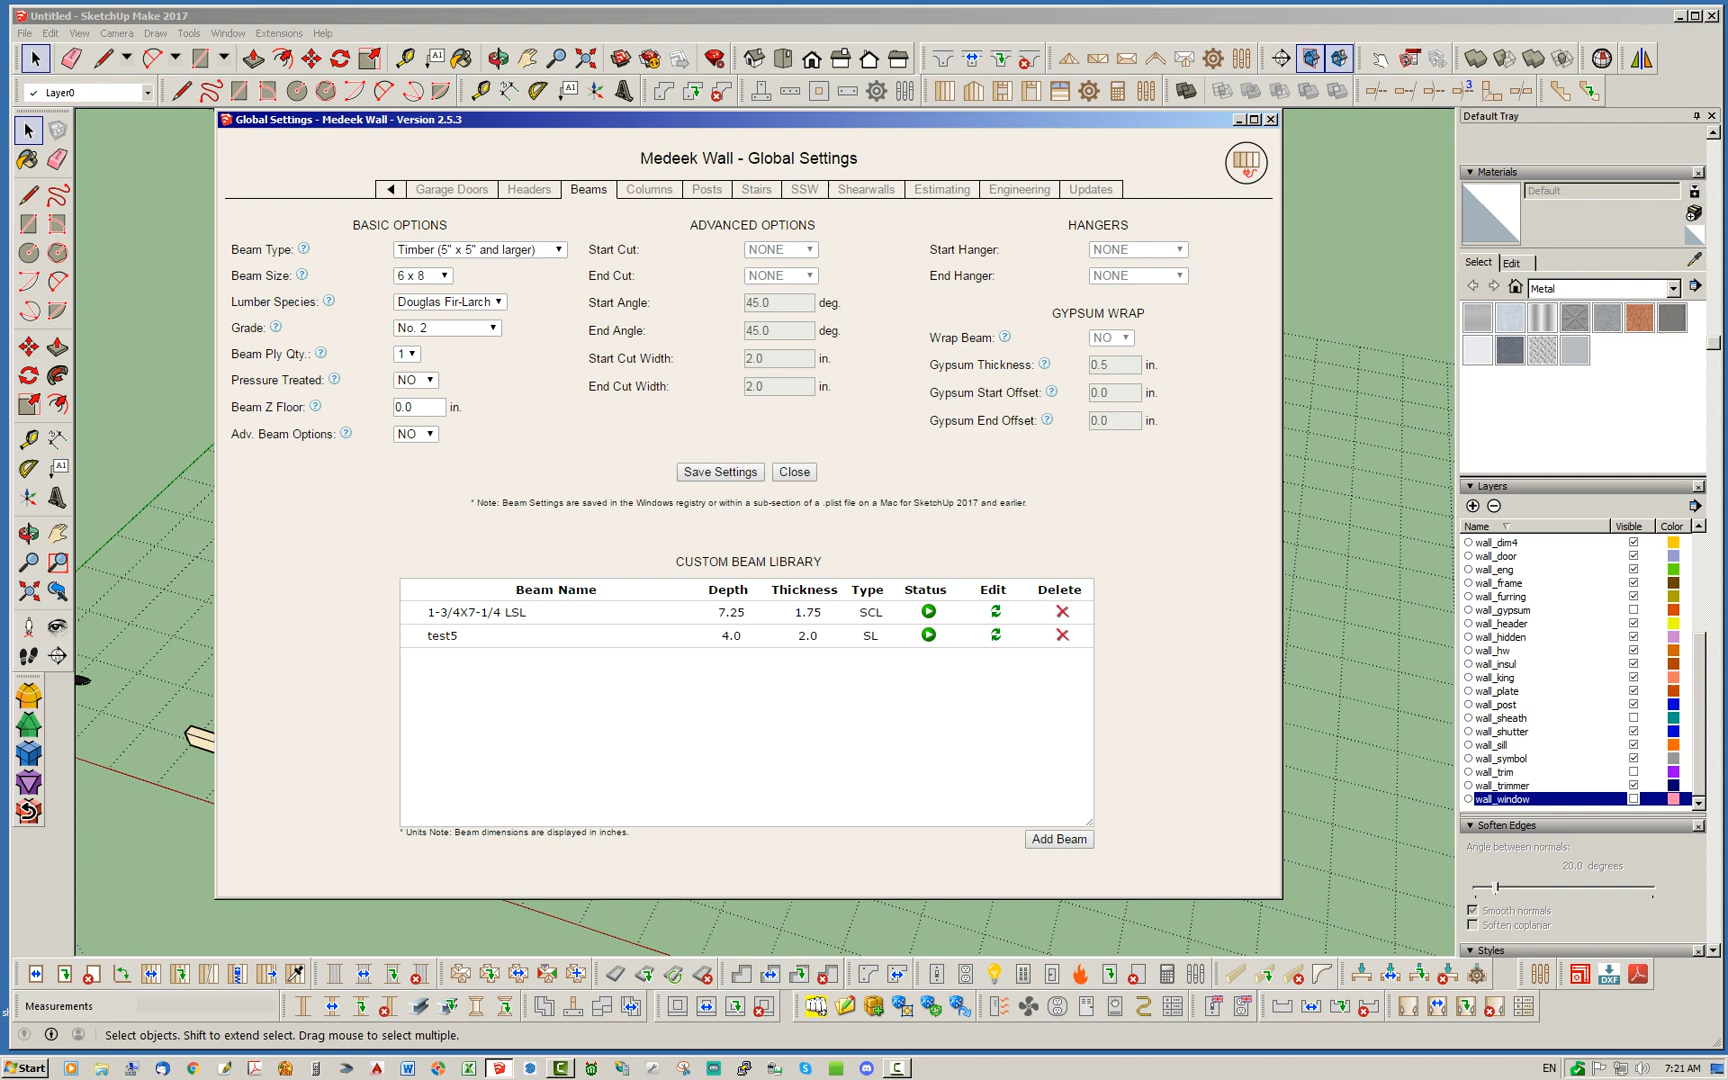 Untitled - SketchUp Make 2017
File Edit View Camera Draw Tools Window Extensions Help
Layer0
Global Settings - Medeek Wall - Version 2.5.3
Medeek Wall - Global Settings
Garage Doors Headers Beams Columns Posts Stairs SSW Shearwalls Estimating Engineering Updates
BASIC OPTIONS ADVANCED OPTIONS HANGERS
Beam Type: Timber (5" x 5" and larger) Start Cut: NONE Start Hanger: NONE
Beam Size: 6 x 8 End Cut: NONE End Hanger: NONE
Lumber Species: Douglas Fir-Larch Start Angle: 45.0 deg.
GYPSUM WRAP
Grade: No. 2 End Angle: 45.0 deg. Wrap Beam: NO
Beam Ply Qty.: 1 Start Cut Width: 2.0 in. Gypsum Thickness: 0.5 in.
Pressure Treated: NO End Cut Width: 2.0 in. Gypsum Start Offset: 0.0 in.
Beam Z Floor: 0.0 in. Gypsum End Offset: 0.0 in.
Adv. Beam Options: NO
Save Settings Close
* Note: Beam Settings are saved in the Windows registry or within a sub-section of a .plist file on a Mac for SketchUp 2017 and earlier.
CUSTOM BEAM LIBRARY
Beam Name Depth Thickness Type Status Edit Delete
1-3/4X7-1/4 LSL 7.25 1.75 SCL
test5 4.0 2.0 SL
* Units Note: Beam dimensions are displayed in inches.
Add Beam
Default Tray
Materials
Default
Select Edit
Metal
Layers
Name Visible Color
wall_dim4
wall_door
wall_eng
wall_frame
wall_furring
wall_gypsum
wall_header
wall_hidden
wall_hw
wall_insul
wall_king
wall_plate
wall_post
wall_sheath
wall_shutter
wall_sill
wall_symbol
wall_trim
wall_trimmer
wall_window
Soften Edges
Angle between normals:
20.0 degrees
Smooth normals
Soften coplanar
Styles
Measurements
Select objects. Shift to extend select. Drag mouse to select multiple.
Start
EN
7:21 AM